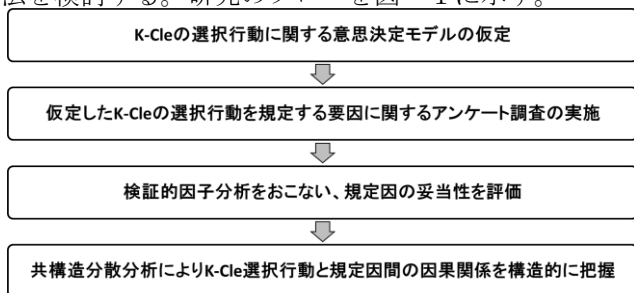 法を検討する。研究のフローを図－1に示す。
K-Cleの選択行動に関する意思決定モデルの仮定
仮定したK-Cleの選択行動を規定する要因に関するアンケート調査の実施
検証的因子分析をおこない、規定因の妥当性を評価
共構造分散分析によりK-Cle選択行動と規定因間の因果関係を構造的に把握